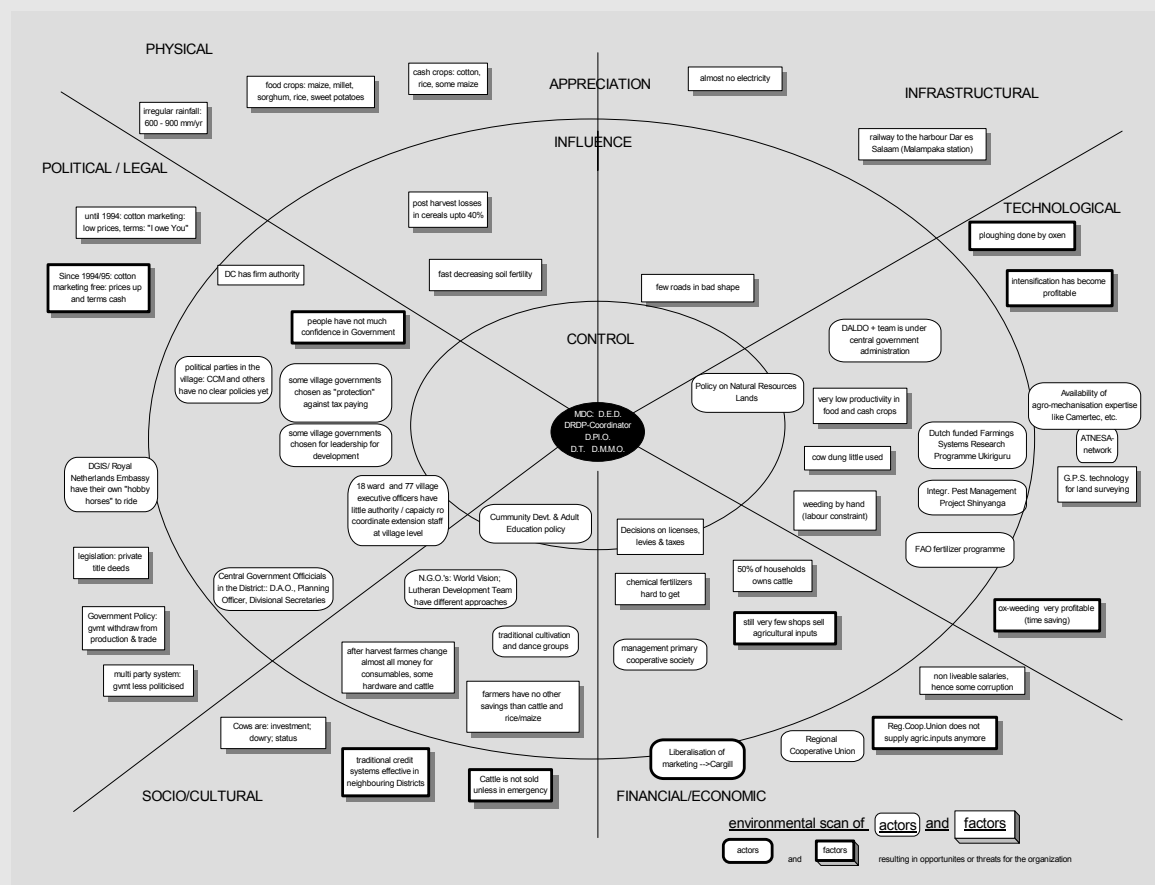 PHYSICAL
cash crops: cotton,
rice, some maize
food crops: maize, millet,
sorghum, rice, sweet potatoes
APPRECIATION
almost no electricity
INFRASTRUCTURAL
irregular rainfall:
600 - 900 mm/yr
INFLUENCE
railway to the harbour Dar es
Salaam (Malampaka station)
POLITICAL / LEGAL
until 1994: cotton marketing:
low prices, terms: "I owe You"
post harvest losses
in cereals upto 40%
TECHNOLOGICAL
ploughing done by oxen
Since 1994/95: cotton
marketing free: prices up
and terms cash
DC has firm authority
fast decreasing soil fertility
few roads in bad shape
intensification has become
profitable
people have not much
confidence in Government
CONTROL
DALDO + team is under
central government
administration
political parties in the
village: CCM and others
have no clear policies yet
some village governments
chosen as "protection"
against tax paying
Policy on Natural Resources
Lands
very low productivity in
food and cash crops
Availability of
agro-mechanisation expertise
like Camertec, etc.
MDC: D.E.D.
DRDP-Coordinator
D.Pl.O.
D.T. D.M.M.O.
some village governments
chosen for leadership for
development
Dutch funded Farmings
Systems Research
Programme Ukiriguru
ATNESA-
network
cow dung little used
DGIS/ Royal
Netherlands Embassy
have their own "hobby
horses" to ride
G.P.S. technology
for land surveying
18 ward and 77 village
executive officers have
little authority / capaicty ro
coordinate extension staff
at village level
Integr. Pest Management
Project Shinyanga
weeding by hand
(labour constraint)
Cummunity Devt. & Adult
Education policy
Decisions on licenses,
levies & taxes
FAO fertilizer programme
legislation: private
title deeds
Central Government Officicials
in the District:: D.A.O., Planning
Officer, Divisional Secretaries
N.G.O.'s: World Vision;
Lutheran Development Team
have different approaches
chemical fertilizers
hard to get
50% of households
owns cattle
Government Policy:
gvmt withdraw from
production & trade
ox-weeding very profitable
(time saving)
still very few shops sell
agricultural inputs
traditional cultivation
and dance groups
management primary
cooperative society
after harvest farmes change
almost all money for
consumables, some
hardware and cattle
multi party system:
gvmt less politicised
non liveable salaries,
hence some corruption
farmers have no other
savings than cattle and
rice/maize
Cows are: investment;
dowry; status
Reg.Coop.Union does not
supply agric.inputs anymore
Regional
Cooperative Union
Liberalisation of
marketing -->Cargill
traditional credit
systems effective in
neighbouring Districts
Cattle is not sold
unless in emergency
SOCIO/CULTURAL
FINANCIAL/ECONOMIC
environmental scan of actors and factors
actors and factors resulting in opportunites or threats for the organization